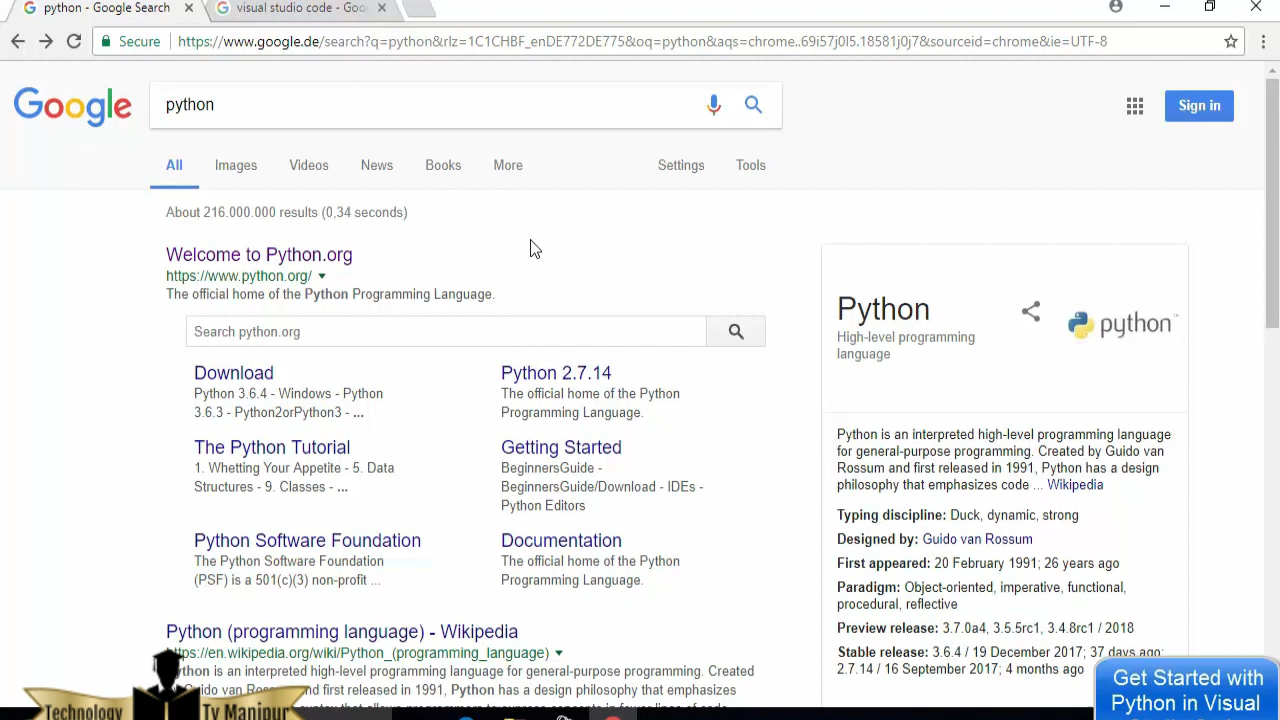 python - Google Search
visual studio code - Goo
Secure
https://www.google.de/search?q=python&rlz=1C1CHBF_enDE772DE775&oq=python&aqs=chrome..69i57j0l5.18581j0j7&sourceid=chrome&ie=UTF-8
Google
python
Sign in
All Images Videos News Books More Settings Tools
About 216.000.000 results (0,34 seconds)
Welcome to Python.org
https://www.python.org/
The official home of the Python Programming Language.
Search python.org
Download
Python 3.6.4 - Windows - Python
3.6.3 - Python2orPython3 - ...
Python 2.7.14
The official home of the Python
Programming Language.
The Python Tutorial
1. Whetting Your Appetite - 5. Data
Structures - 9. Classes - ...
Getting Started
BeginnersGuide -
BeginnersGuide/Download - IDEs -
Python Editors
Python Software Foundation
The Python Software Foundation
(PSF) is a 501(c)(3) non-profit ...
Documentation
The official home of the Python
Programming Language.
Python (programming language) - Wikipedia
https://en.wikipedia.org/wiki/Python_(programming_language)
Python is an interpreted high-level programming language for general-purpose programming. Created
Guido van Rossum and first released in 1991, Python has a design philosophy that emphasizes
Python
High-level programming
language
python™
Python is an interpreted high-level programming language
for general-purpose programming. Created by Guido van
Rossum and first released in 1991, Python has a design
philosophy that emphasizes code ... Wikipedia
Typing discipline: Duck, dynamic, strong
Designed by: Guido van Rossum
First appeared: 20 February 1991; 26 years ago
Paradigm: Object-oriented, imperative, functional,
procedural, reflective
Preview release: 3.7.0a4, 3.5.5rc1, 3.4.8rc1 / 2018
Stable release: 3.6.4 / 19 December 2017; 37 days ago;
2.7.14 / 16 September 2017; 4 months ago
Technology Tv Manipur
Get Started with
Python in Visual